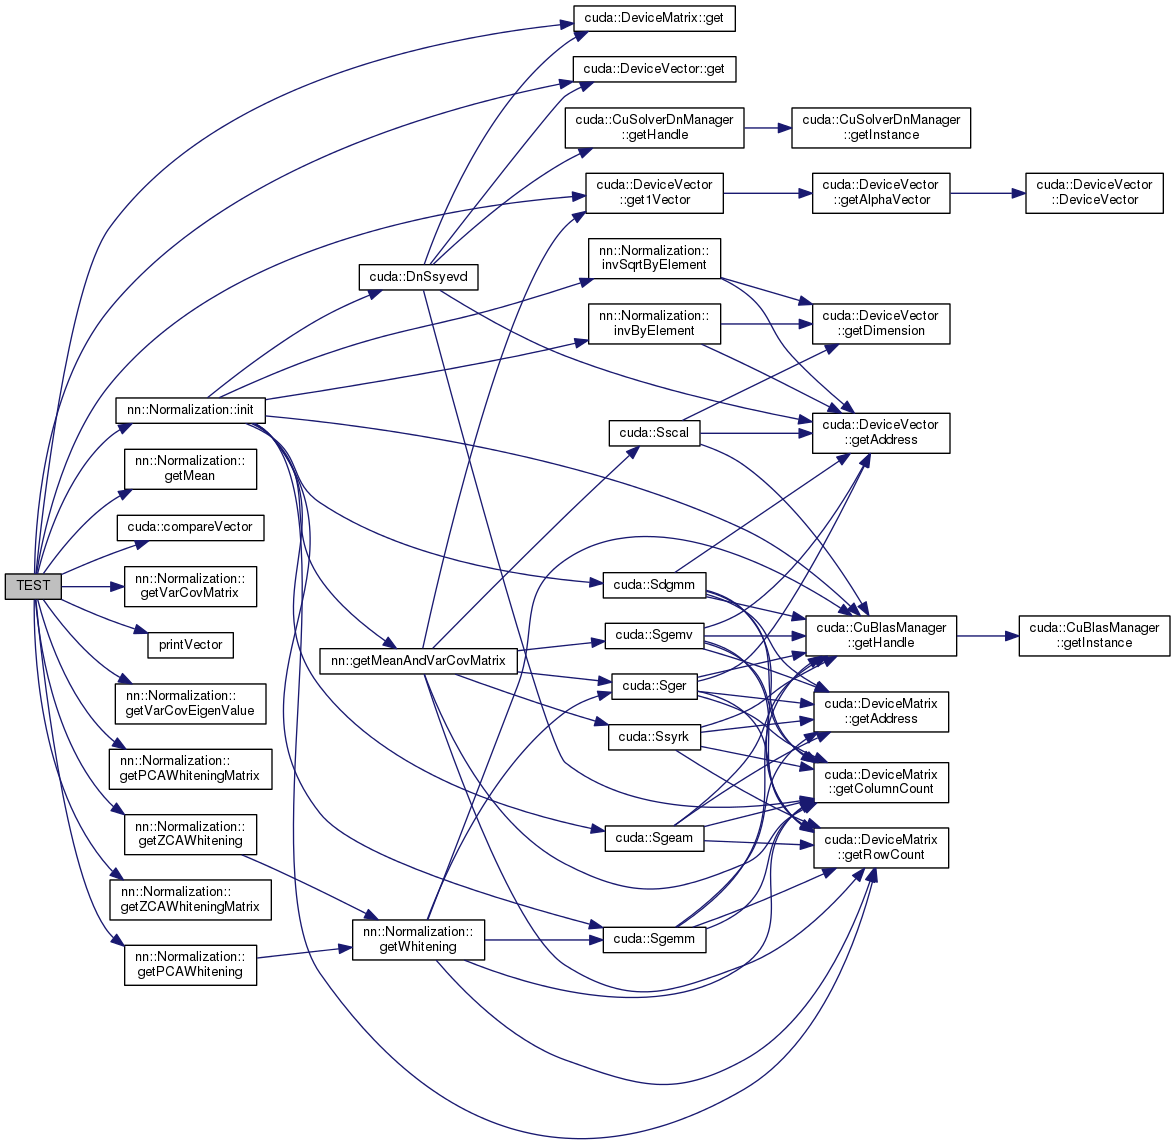 TEST
cuda::DeviceMatrix::get
cuda::DeviceVector::get
cuda::CuSolverDnManager
::getHandle
cuda::CuSolverDnManager
::getInstance
cuda::DeviceVector
::get1Vector
cuda::DeviceVector
::getAlphaVector
cuda::DeviceVector
::DeviceVector
cuda::DnSsyevd
nn::Normalization::
invSqrtByElement
nn::Normalization::
invByElement
cuda::DeviceVector
::getDimension
nn::Normalization::init
nn::Normalization::
getMean
cuda::compareVector
nn::Normalization::
getVarCovMatrix
printVector
nn::Normalization::
getVarCovEigenValue
nn::Normalization::
getPCAWhiteningMatrix
nn::Normalization::
getZCAWhitening
nn::Normalization::
getZCAWhiteningMatrix
nn::Normalization::
getPCAWhitening
nn::getMeanAndVarCovMatrix
nn::Normalization::
getWhitening
cuda::Sscal
cuda::Sdgmm
cuda::Sgemv
cuda::Sger
cuda::Ssyrk
cuda::Sgeam
cuda::Sgemm
cuda::DeviceVector
::getAddress
cuda::CuBlasManager
::getHandle
cuda::CuBlasManager
::getInstance
cuda::DeviceMatrix
::getAddress
cuda::DeviceMatrix
::getColumnCount
cuda::DeviceMatrix
::getRowCount